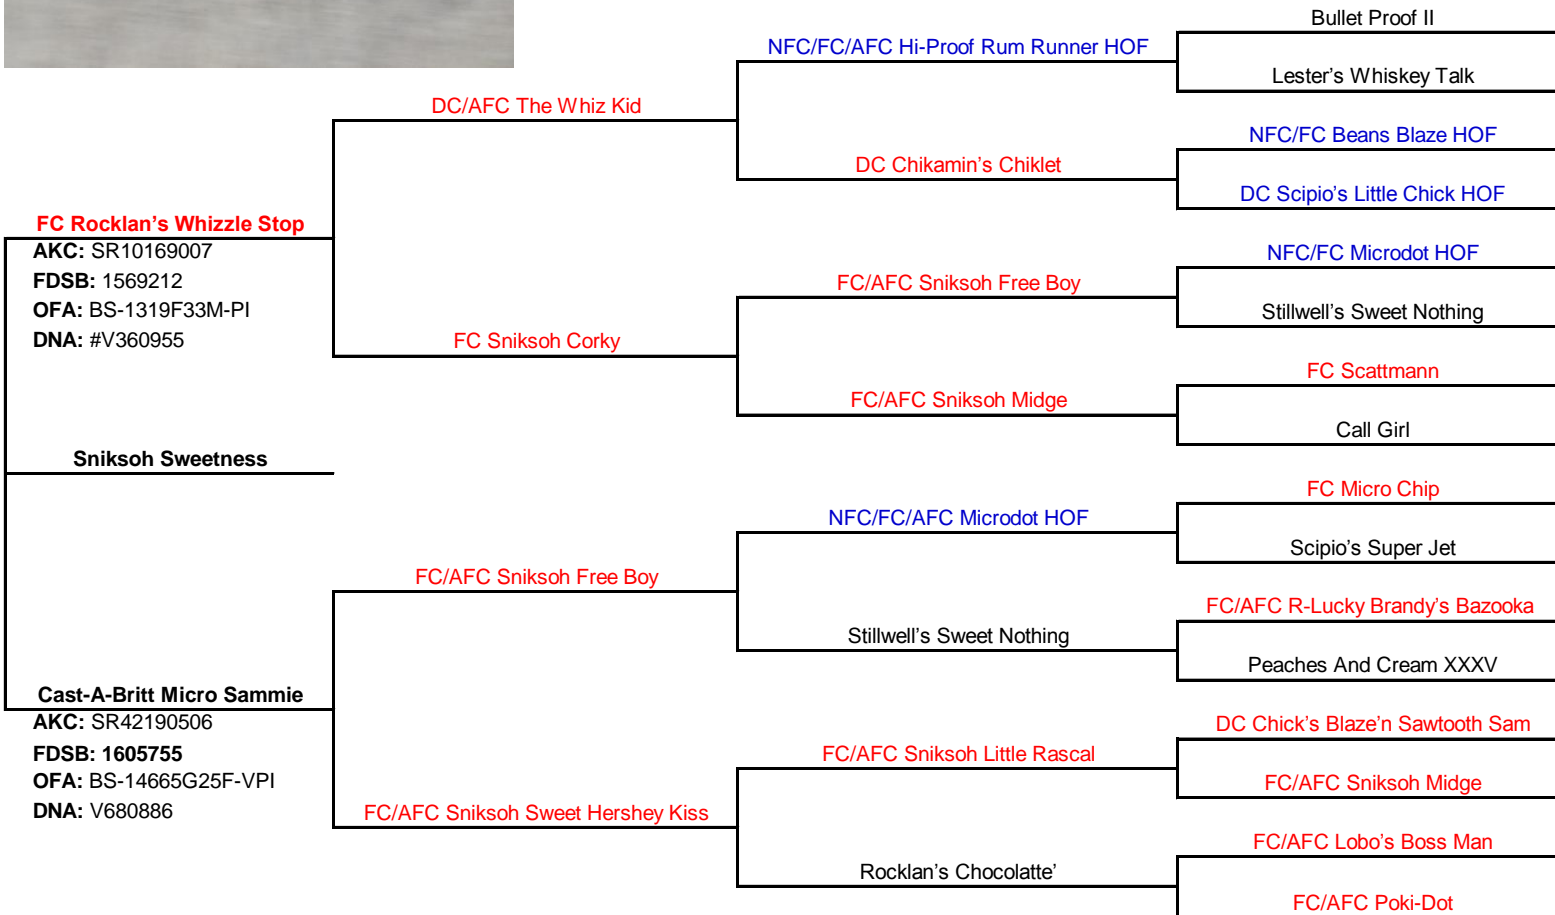 Bullet Proof II
NFC/FC/AFC Hi-Proof Rum Runner HOF
Lester's Whiskey Talk
DC/AFC The Whiz Kid
NFC/FC Beans Blaze HOF
DC Chikamin's Chiklet
DC Scipio's Little Chick HOF
FC Rocklan's Whizzle Stop
AKC: SR10169007
FDSB: 1569212
OFA: BS-1319F33M-PI
DNA: #V360955
NFC/FC Microdot HOF
FC/AFC Sniksoh Free Boy
Stillwell's Sweet Nothing
FC Sniksoh Corky
FC Scattmann
FC/AFC Sniksoh Midge
Call Girl
Sniksoh Sweetness
FC Micro Chip
NFC/FC/AFC Microdot HOF
Scipio's Super Jet
FC/AFC Sniksoh Free Boy
FC/AFC R-Lucky Brandy's Bazooka
Stillwell's Sweet Nothing
Peaches And Cream XXXV
Cast-A-Britt Micro Sammie
AKC: SR42190506
FDSB: 1605755
OFA: BS-14665G25F-VPI
DNA: V680886
DC Chick's Blaze'n Sawtooth Sam
FC/AFC Sniksoh Little Rascal
FC/AFC Sniksoh Midge
FC/AFC Sniksoh Sweet Hershey Kiss
FC/AFC Lobo's Boss Man
Rocklan's Chocolatte'
FC/AFC Poki-Dot